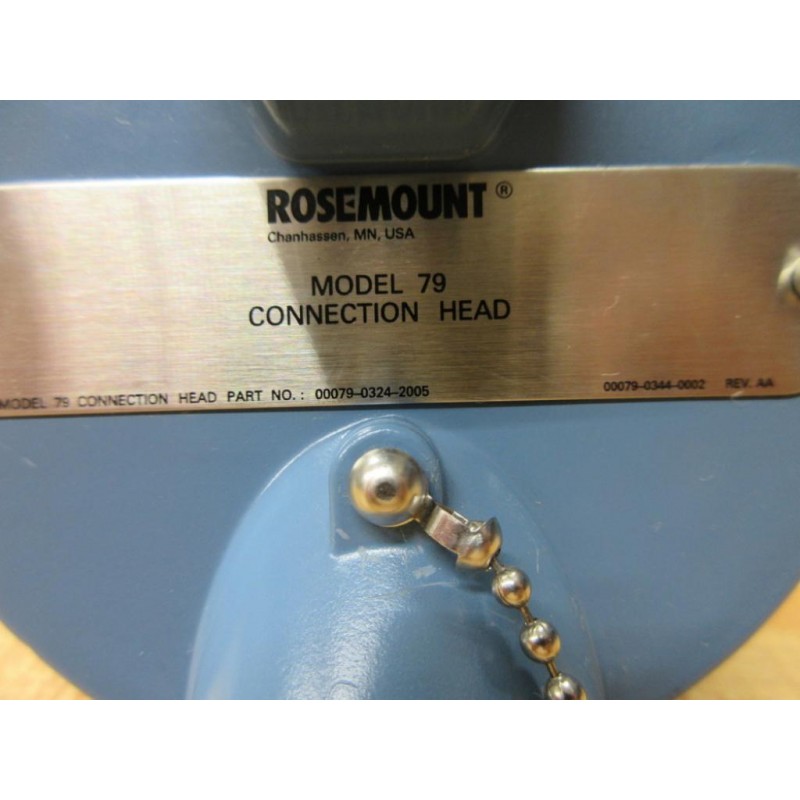 ROSEMOUNT ®
Chanhassen, MN, USA
MODEL 79
CONNECTION HEAD
MODEL 79 CONNECTION HEAD PART NO.: 00079-0324-2005
00079-0344-0002 REV. AA